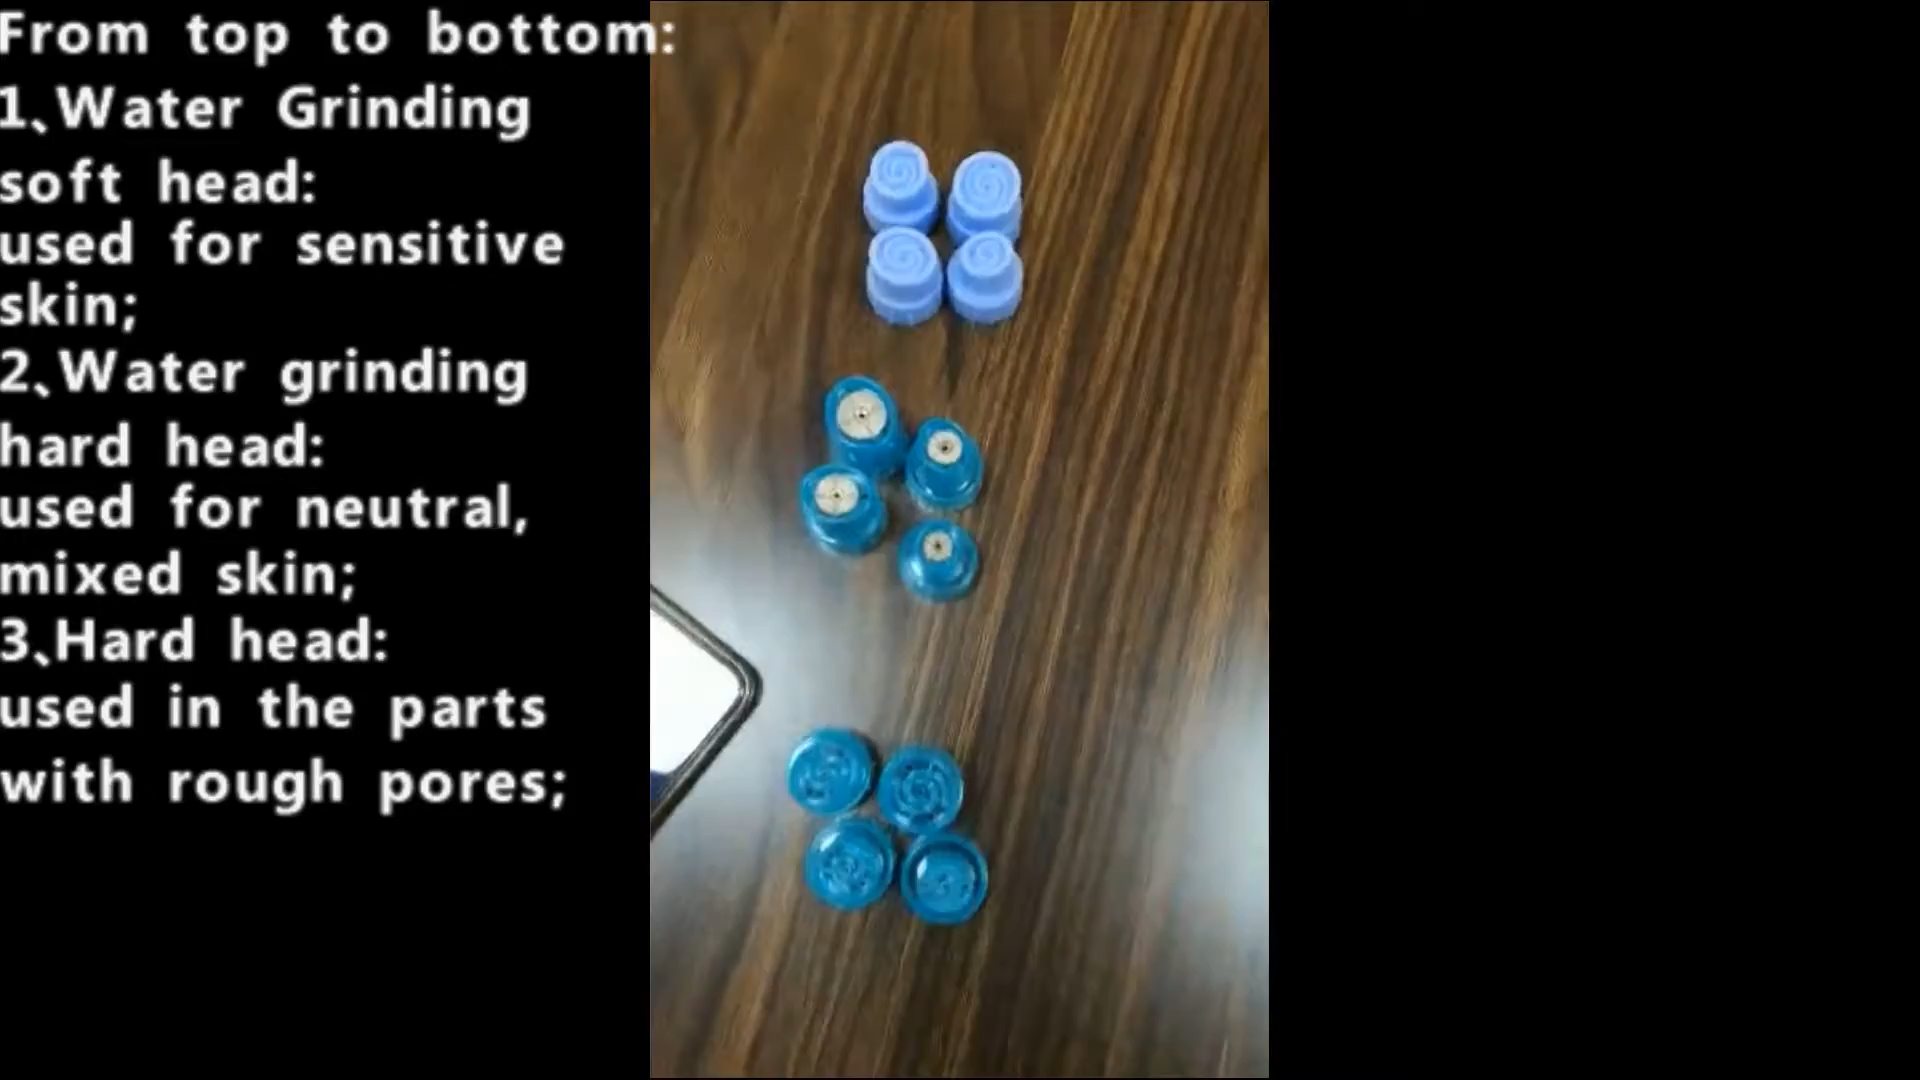 From top to bottom:
1、Water Grinding
soft head:
used for sensitive
skin;
2、Water grinding
hard head:
used for neutral,
mixed skin;
3、Hard head:
used in the parts
with rough pores;